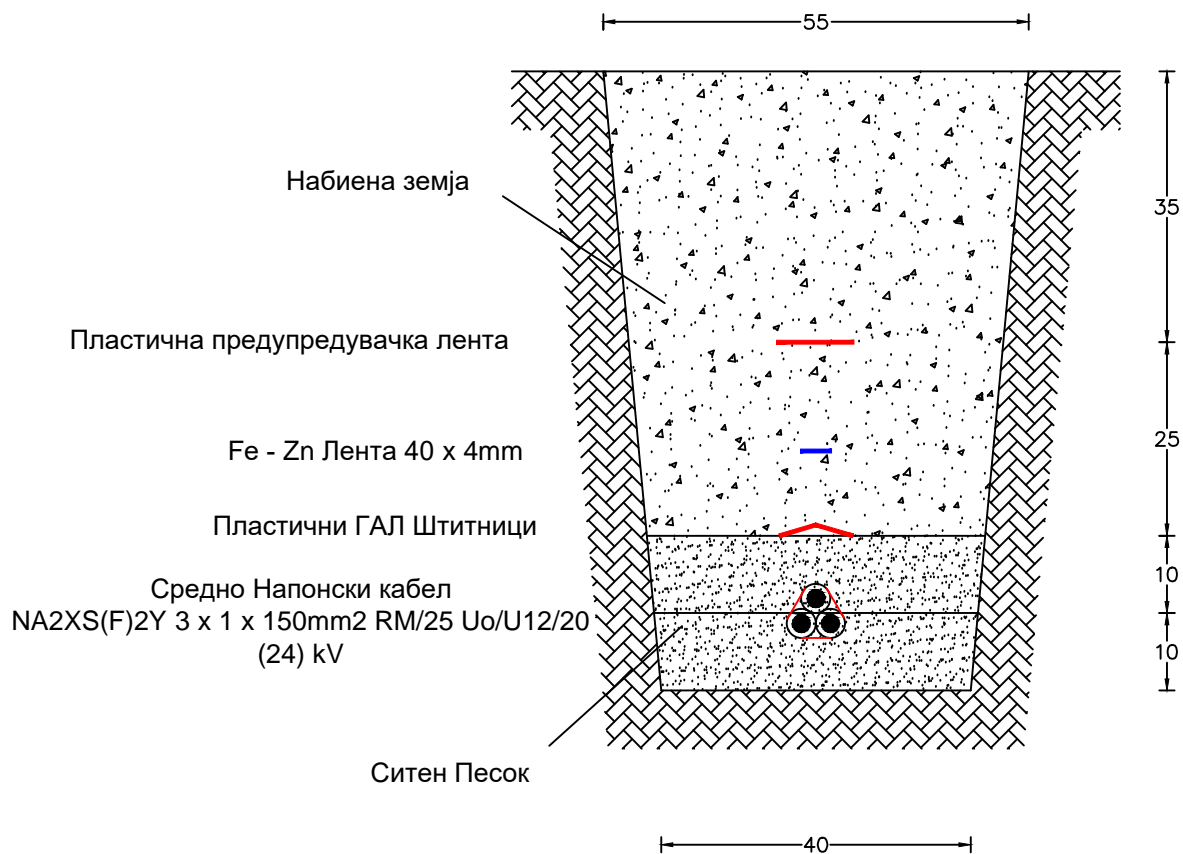 55
Набиена земја
35
Пластична предупредувачка лента
25
Fe - Zn Лента 40 x 4mm
Пластични ГАЛ Штитници
10
Средно Напонски кабел
NA2XS(F)2Y 3 x 1 x 150mm2 RM/25 Uo/U12/20
(24) kV
10
Ситен Песок
40